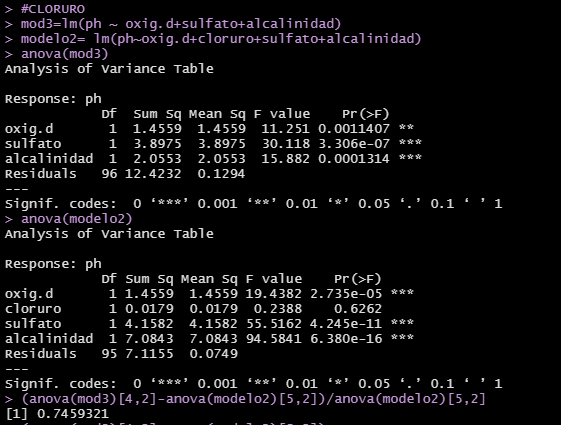 > #CLORURO
> mod3=lm(ph ~ oxig.d+sulfato+alcalinidad)
> modelo2= lm(ph~oxig.d+cloruro+sulfato+alcalinidad)
> anova(mod3)
Analysis of Variance Table

Response: ph
            Df  Sum Sq Mean Sq F value    Pr(>F)
oxig.d       1  1.4559  1.4559  11.251 0.0011407 **
sulfato      1  3.8975  3.8975  30.118 3.306e-07 ***
alcalinidad  1  2.0553  2.0553  15.882 0.0001314 ***
Residuals   96 12.4232  0.1294
---
Signif. codes:  0 ‘***’ 0.001 ‘**’ 0.01 ‘*’ 0.05 ‘.’ 0.1 ‘ ’ 1
> anova(modelo2)
Analysis of Variance Table

Response: ph
            Df Sum Sq Mean Sq F value    Pr(>F)
oxig.d       1 1.4559  1.4559 19.4382 2.735e-05 ***
cloruro      1 0.0179  0.0179  0.2388    0.6262
sulfato      1 4.1582  4.1582 55.5162 4.245e-11 ***
alcalinidad  1 7.0843  7.0843 94.5841 6.380e-16 ***
Residuals   95 7.1155  0.0749
---
Signif. codes:  0 ‘***’ 0.001 ‘**’ 0.01 ‘*’ 0.05 ‘.’ 0.1 ‘ ’ 1
> (anova(mod3)[4,2]-anova(modelo2)[5,2])/anova(modelo2)[5,2]
[1] 0.7459321